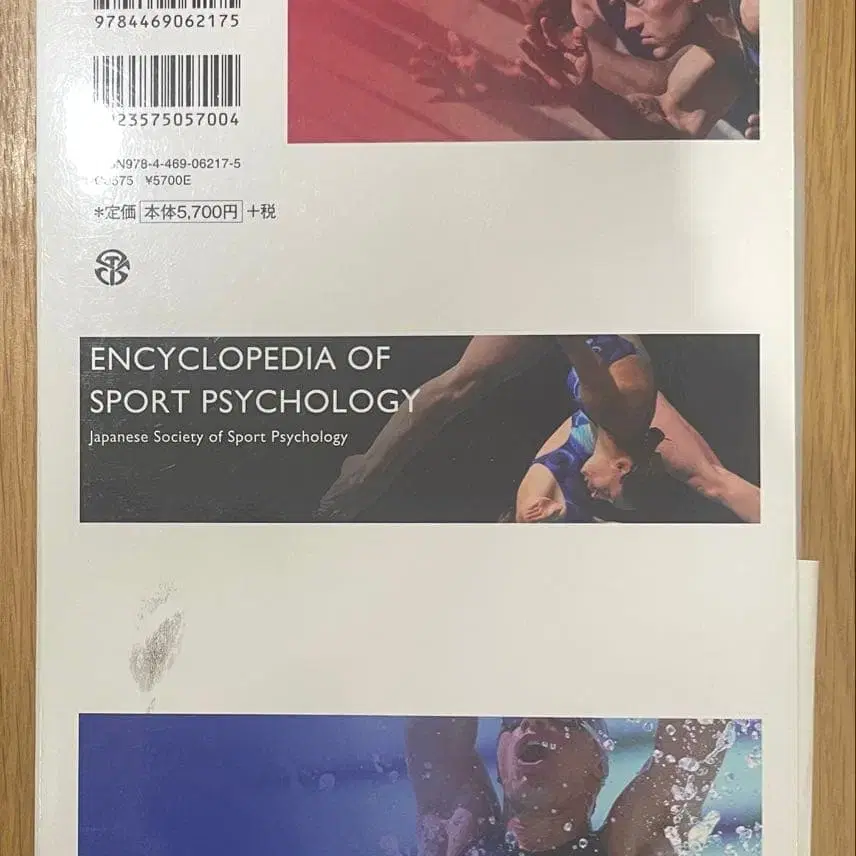 9784469062175
23575057004
N978-4-469-06217-5
575 ¥5700E
*定価 本体5,700円 +税
ENCYCLOPEDIA OF
SPORT PSYCHOLOGY
Japanese Society of Sport Psychology